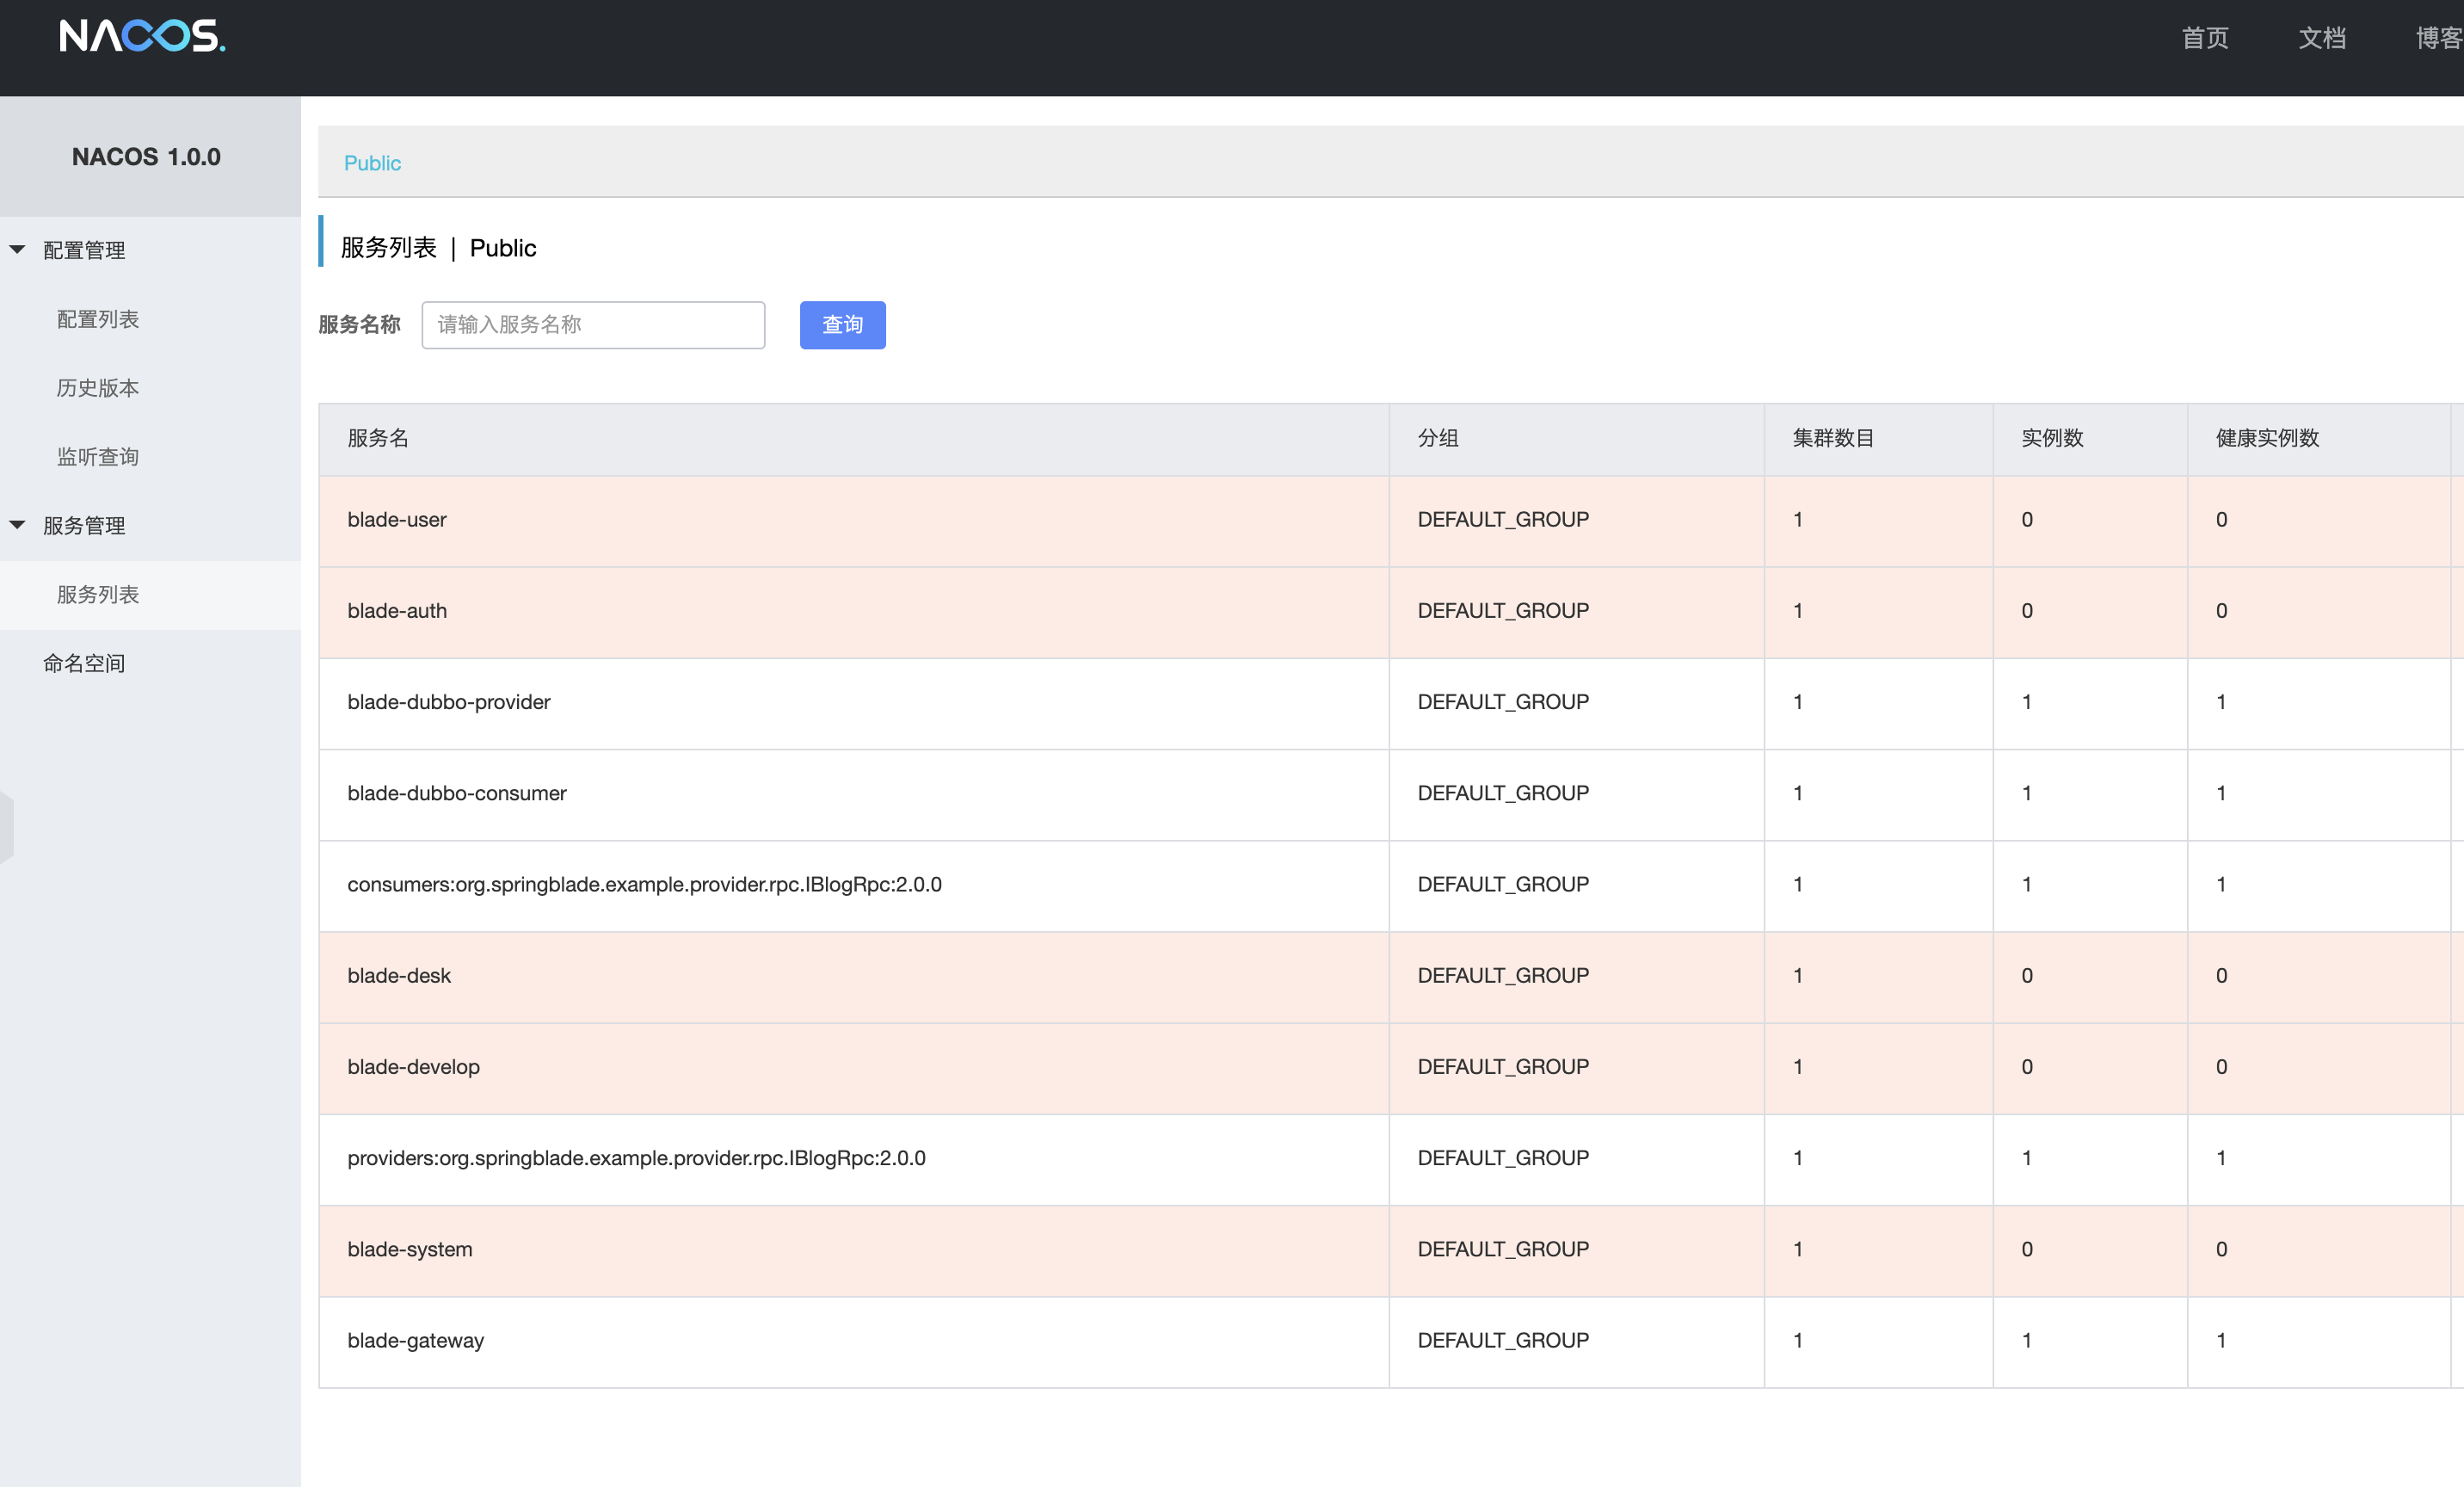 NACOS.
首页 文档 博客
NACOS 1.0.0
配置管理
配置列表
历史版本
监听查询
服务管理
服务列表
命名空间
Public
服务列表 | Public
服务名称 请输入服务名称 查询
服务名 分组 集群数目 实例数 健康实例数
blade-user DEFAULT_GROUP 1 0 0
blade-auth DEFAULT_GROUP 1 0 0
blade-dubbo-provider DEFAULT_GROUP 1 1 1
blade-dubbo-consumer DEFAULT_GROUP 1 1 1
consumers:org.springblade.example.provider.rpc.IBlogRpc:2.0.0 DEFAULT_GROUP 1 1 1
blade-desk DEFAULT_GROUP 1 0 0
blade-develop DEFAULT_GROUP 1 0 0
providers:org.springblade.example.provider.rpc.IBlogRpc:2.0.0 DEFAULT_GROUP 1 1 1
blade-system DEFAULT_GROUP 1 0 0
blade-gateway DEFAULT_GROUP 1 1 1